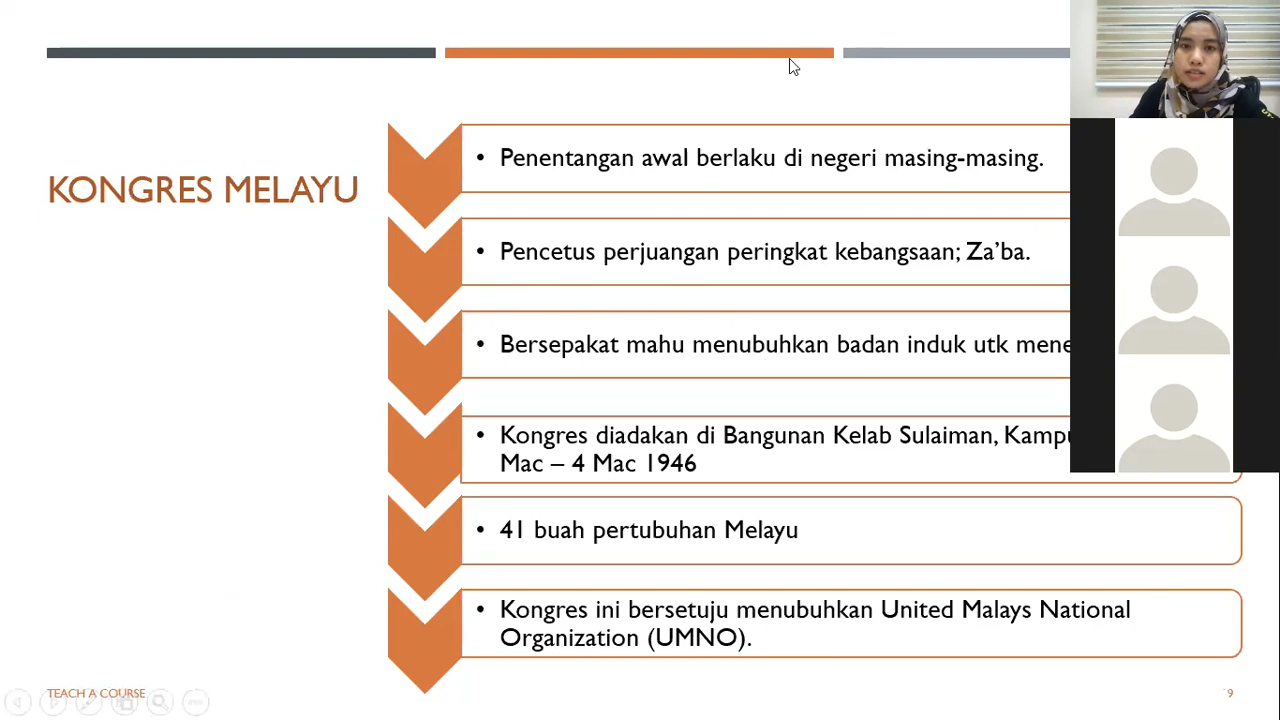 KONGRES MELAYU
• Penentangan awal berlaku di negeri masing-masing.
• Pencetus perjuangan peringkat kebangsaan; Za’ba.
• Bersepakat mahu menubuhkan badan induk utk
• Kongres diadakan di Bangunan Kelab Sulaiman,
Mac – 4 Mac 1946
• 41 buah pertubuhan Melayu
• Kongres ini bersetuju menubuhkan United Malays National
Organization (UMNO).
TEACH A COURSE
9